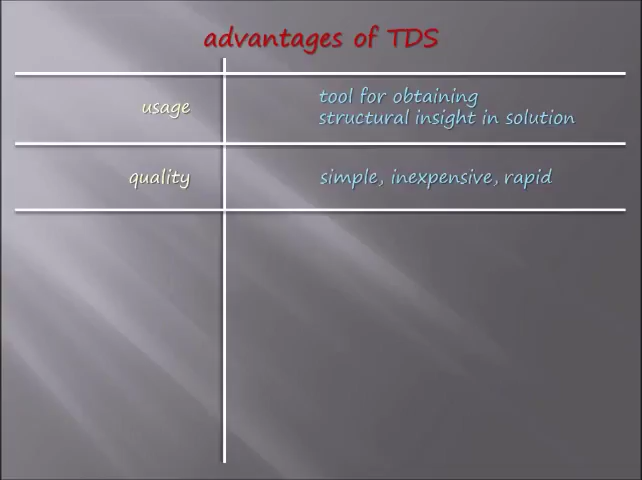 advantages of TDS
usage
tool for obtaining
structural insight in solution
quality
simple, inexpensive, rapid